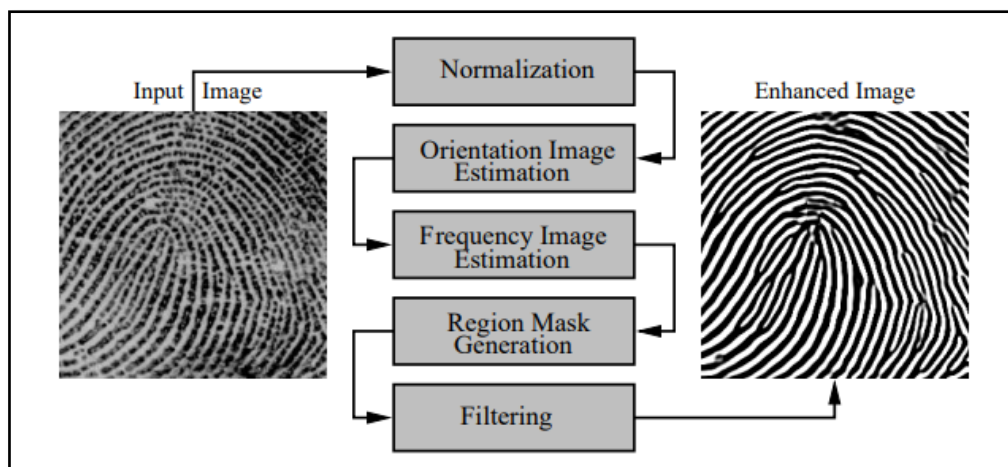 Input Image
Normalization
Orientation Image
Estimation
Frequency Image
Estimation
Region Mask
Generation
Filtering
Enhanced Image